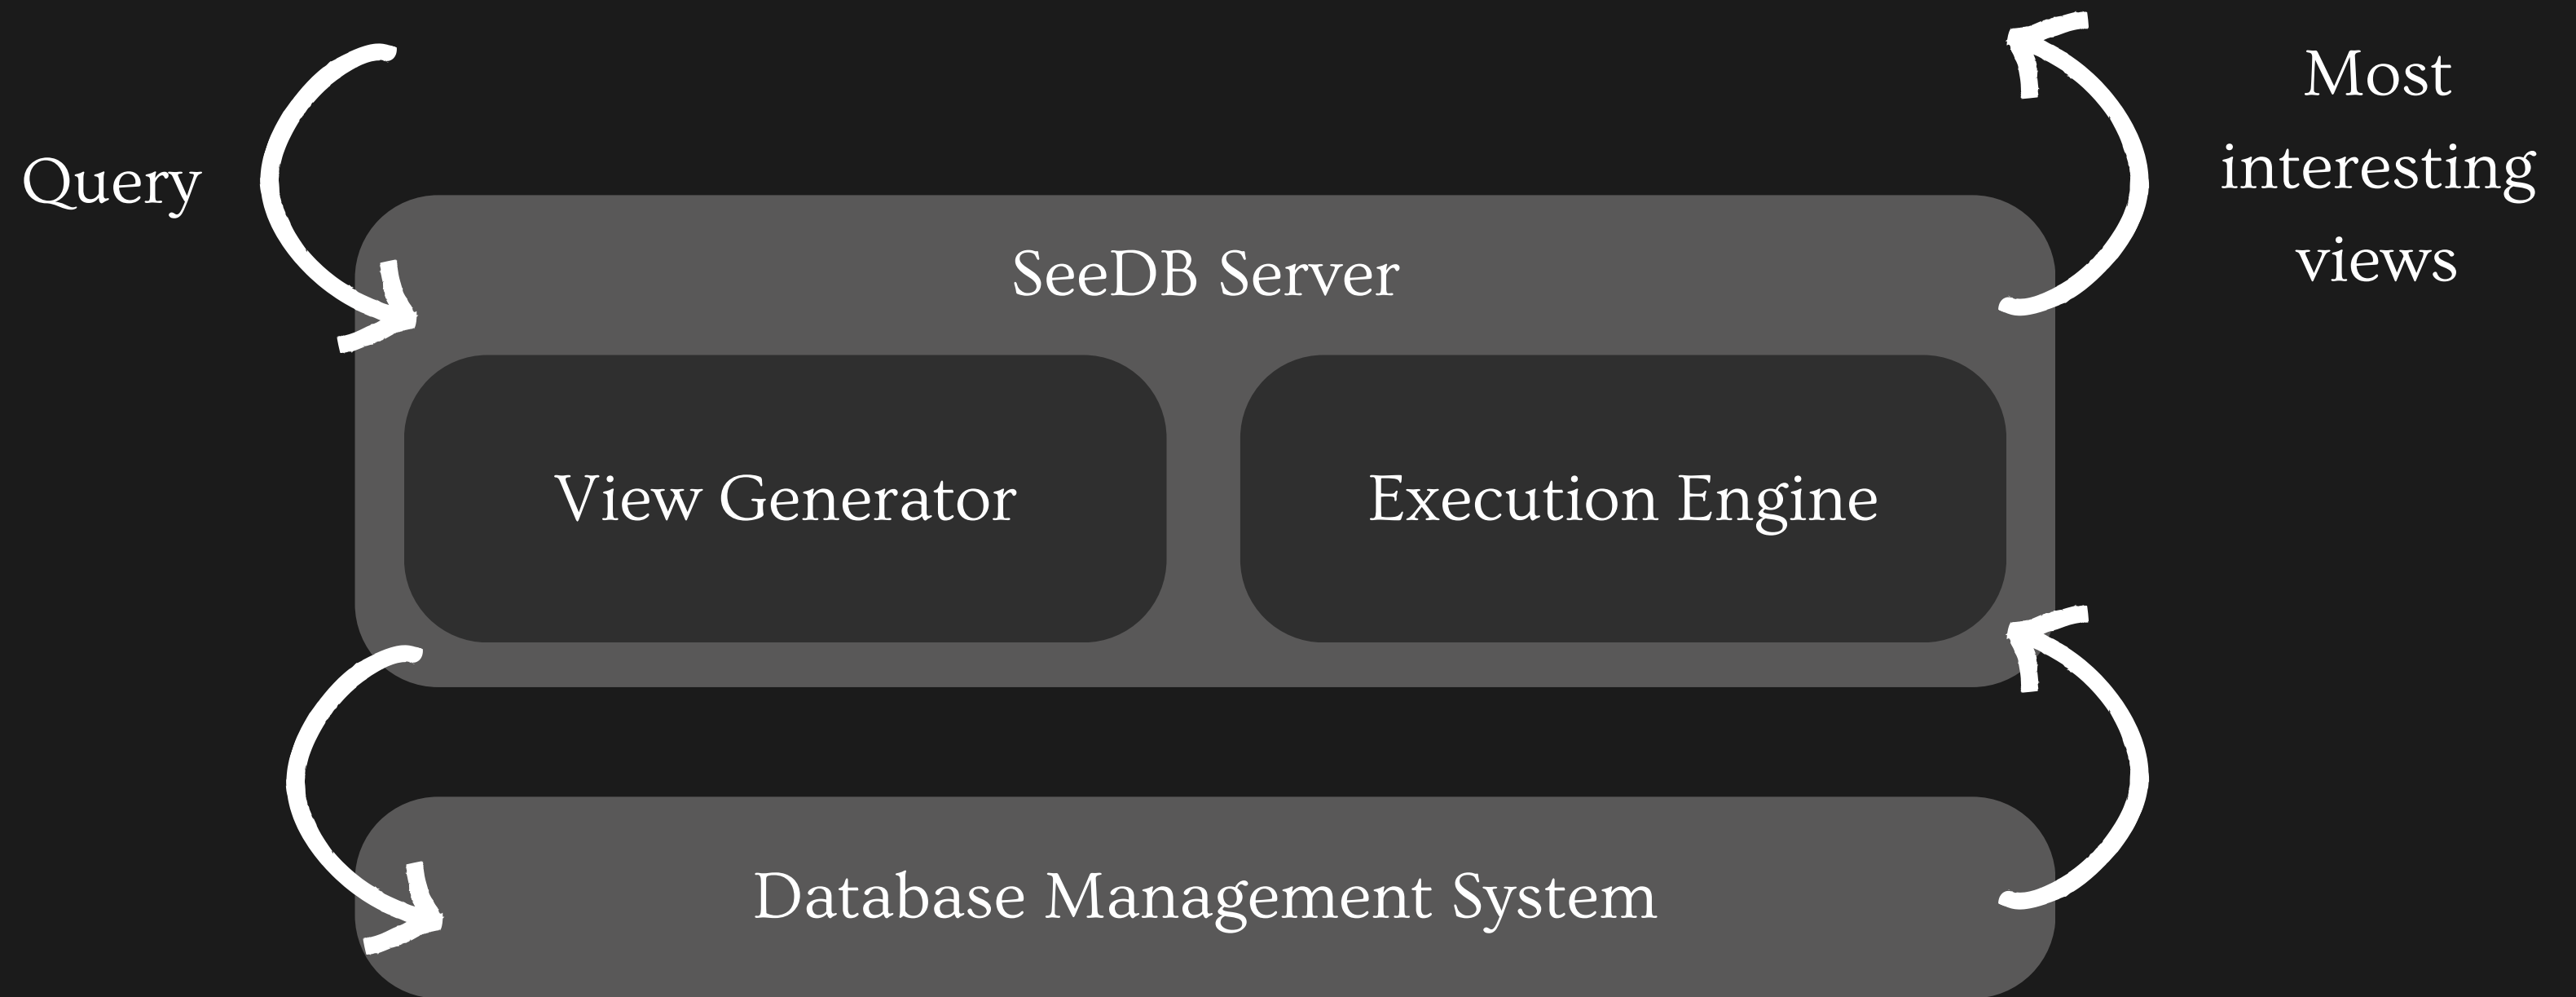 Query
Most
interesting
views
SeeDB Server
View Generator
Execution Engine
Database Management System